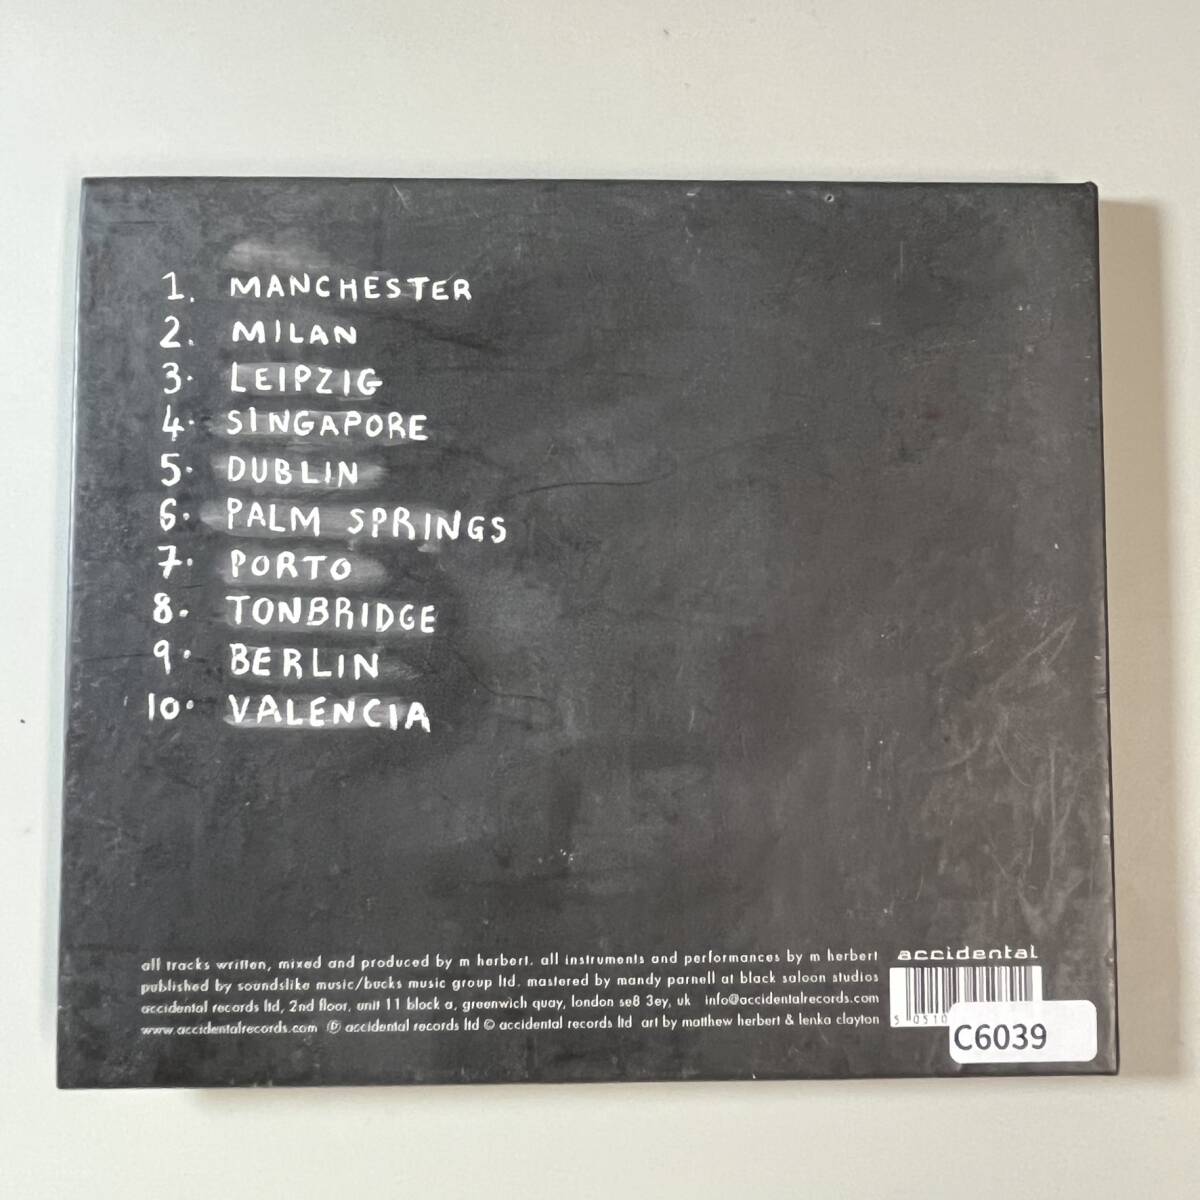 1. MANCHESTER
2. MILAN
3. LEIPZIG
4. SINGAPORE
5. DUBLIN
6. PALM SPRINGS
7. PORTO
8. TONBRIDGE
9. BERLIN
10. VALENCIA
all tracks written, mixed and produced by m herbert. all instruments and performances by m herbert
published by soundslike music/bucks music group ltd. mastered by mandy parnell at black saloon studios
accidental records ltd, 2nd floor, unit 11 block a, greenwich quay, london se8 3ey, uk info@accidentalrecords.com
www.accidentalrecords.com ℗ accidental records ltd © accidental records ltd art by matthew herbert & lenka clayton
accidental
5 0510
C6039